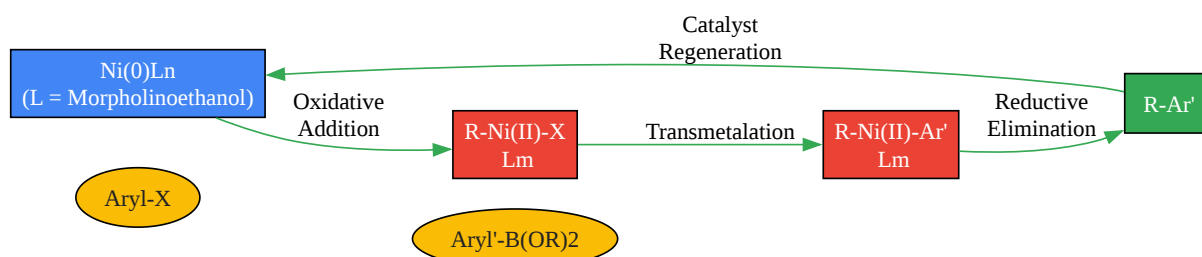 Catalyst
Regeneration
Ni(0)Ln
(L = Morpholinoethanol)
Oxidative
Addition
R-Ni(II)-X
Lm
Transmetalation
R-Ni(II)-Ar'
Lm
Reductive
Elimination
R-Ar'
Aryl-X
Aryl'-B(OR)2